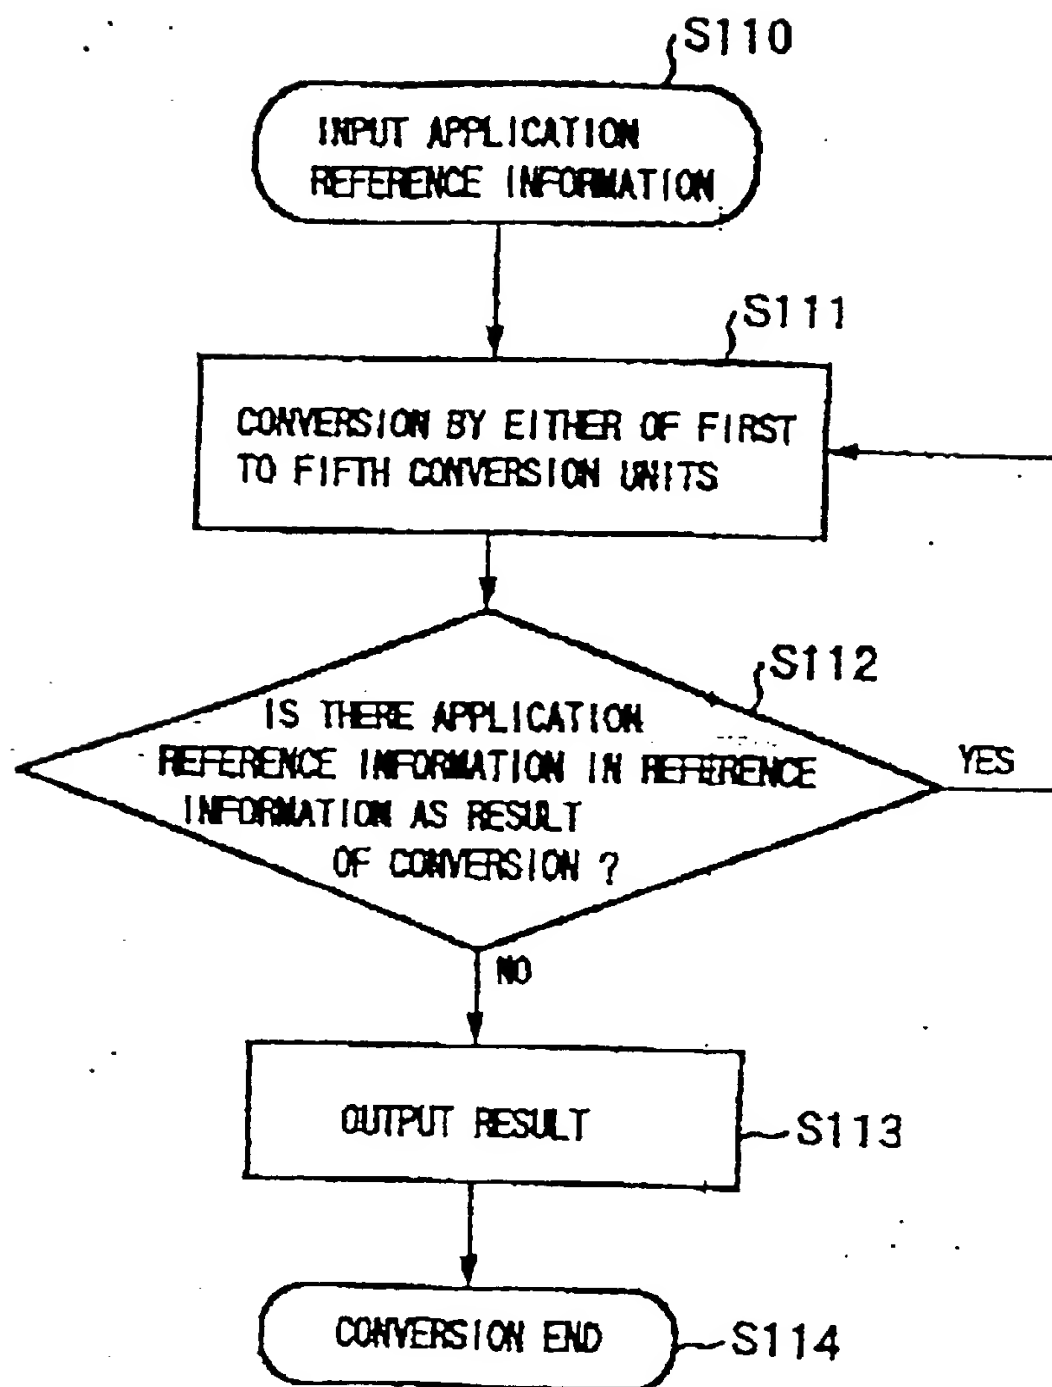 S110
INPUT APPLICATION
REFERENCE INFORMATION
S111
CONVERSION BY EITHER OF FIRST
TO FIFTH CONVERSION UNITS
S112
IS THERE APPLICATION
REFERENCE INFORMATION IN REFERENCE
INFORMATION AS RESULT
OF CONVERSION ?
YES
NO
OUTPUT RESULT
S113
CONVERSION END
S114